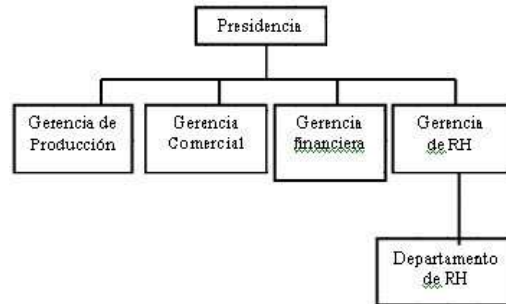 Presidencia
Gerencia de
Producción
Gerencia
Comercial
Gerencia
financiera
Gerencia
de RH
Departamento
de RH